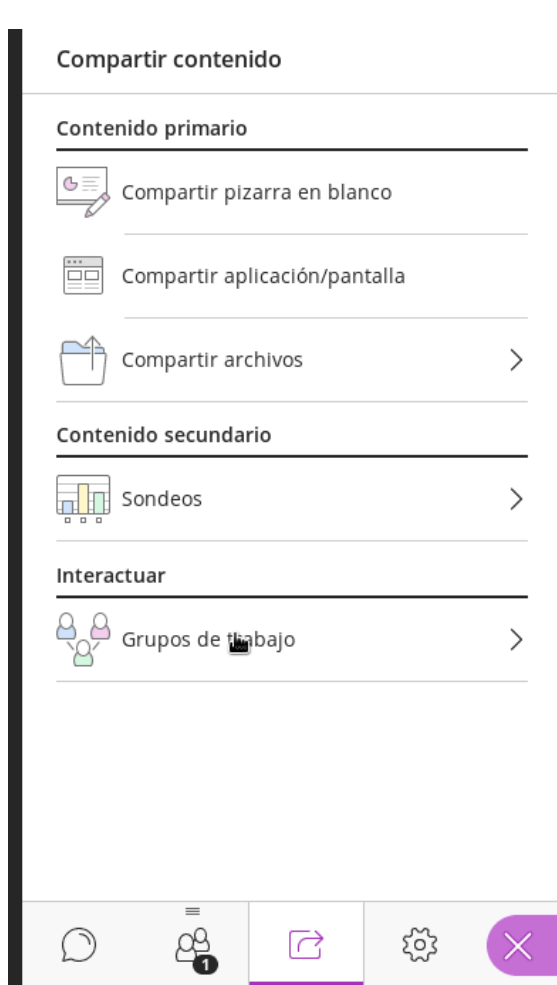 Compartir contenido
Contenido primario
Compartir pizarra en blanco
Compartir aplicación/pantalla
Compartir archivos
Contenido secundario
Sondeos
Interactuar
Grupos de trabajo
1